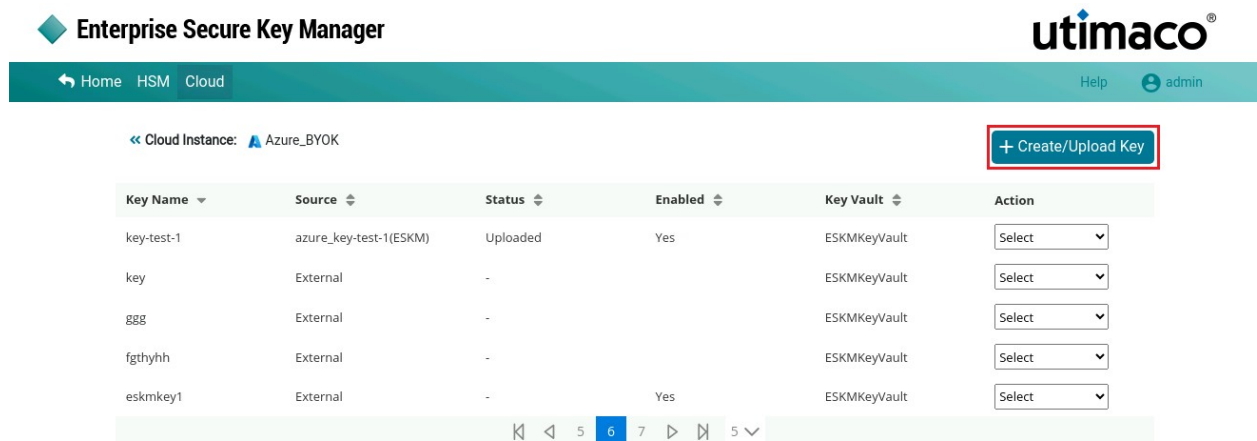 Enterprise Secure Key Manager
utimaco®
Home HSM Cloud Help admin
« Cloud Instance: Azure_BYOK
+ Create/Upload Key
Key Name Source Status Enabled Key Vault Action
key-test-1 azure_key-test-1(ESKM) Uploaded Yes ESKMKeyVault Select
key External - ESKMKeyVault Select
ggg External - ESKMKeyVault Select
fgthyhh External - ESKMKeyVault Select
eskmkey1 External - Yes ESKMKeyVault Select
5 6 7 5